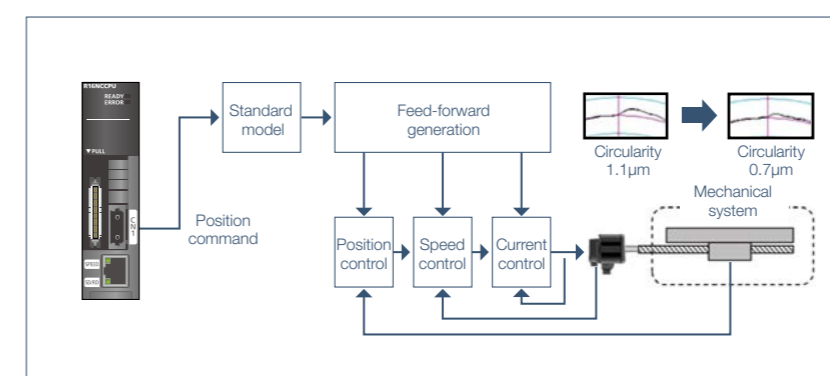 R16NCCPU
READY
ERROR
▼PULL
CN1
SPEED
SD/RD
Position
command
Standard
model
Feed-forward
generation
Position
control
Speed
control
Current
control
Circularity
1.1μm
Circularity
0.7μm
Mechanical
system